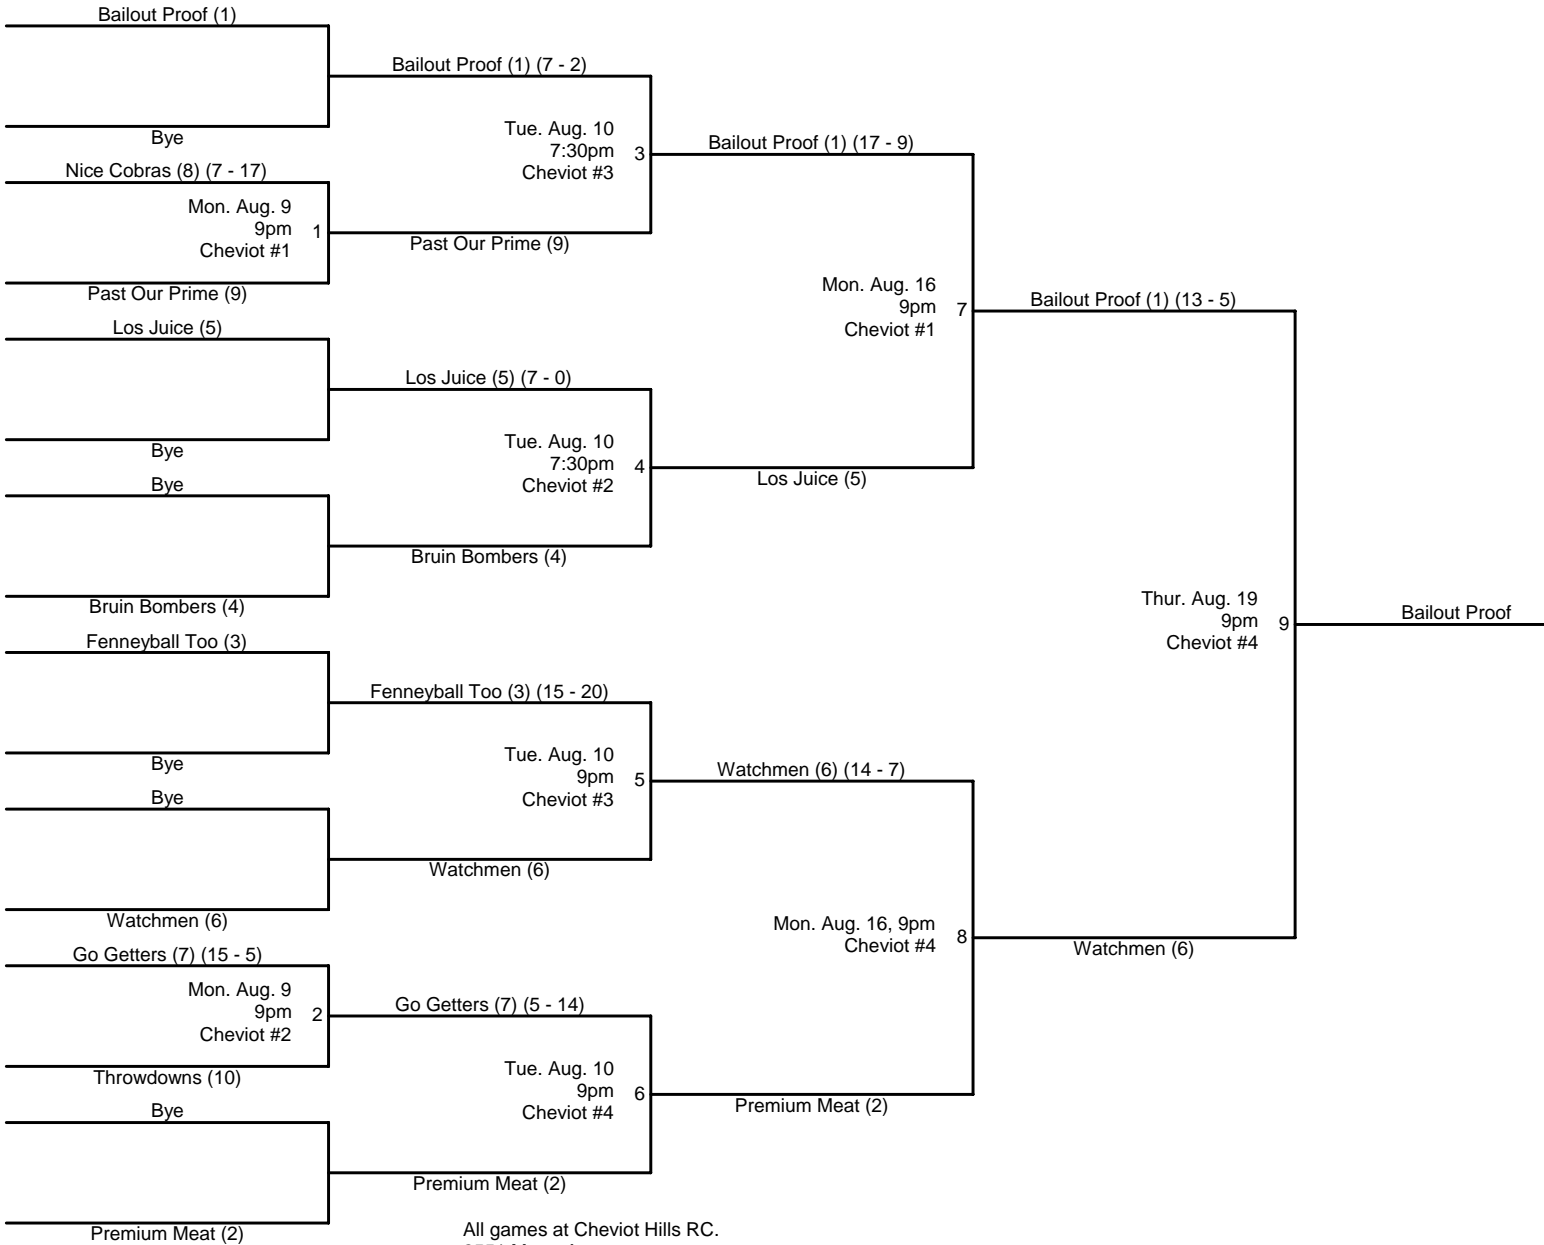 Bailout Proof (1)
Bye
Nice Cobras (8) (7 - 17)
Mon. Aug. 9
9pm
1
Cheviot #1
Past Our Prime (9)
Los Juice (5)
Bye
Bye
Bruin Bombers (4)
Fenneyball Too (3)
Bye
Bye
Watchmen (6)
Go Getters (7) (15 - 5)
Mon. Aug. 9
9pm
2
Cheviot #2
Throwdowns (10)
Bye
Premium Meat (2)
Bailout Proof (1) (7 - 2)
Tue. Aug. 10
7:30pm
3
Cheviot #3
Past Our Prime (9)
Los Juice (5) (7 - 0)
Tue. Aug. 10
7:30pm
4
Cheviot #2
Bruin Bombers (4)
Fenneyball Too (3) (15 - 20)
Tue. Aug. 10
9pm
5
Cheviot #3
Watchmen (6)
Go Getters (7) (5 - 14)
Tue. Aug. 10
9pm
6
Cheviot #4
Premium Meat (2)
Bailout Proof (1) (17 - 9)
Mon. Aug. 16
9pm
7
Cheviot #1
Los Juice (5)
Watchmen (6) (14 - 7)
Mon. Aug. 16, 9pm
8
Cheviot #4
Premium Meat (2)
Bailout Proof (1) (13 - 5)
Thur. Aug. 19
9pm
9
Cheviot #4
Watchmen (6)
Bailout Proof
All games at Cheviot Hills RC.